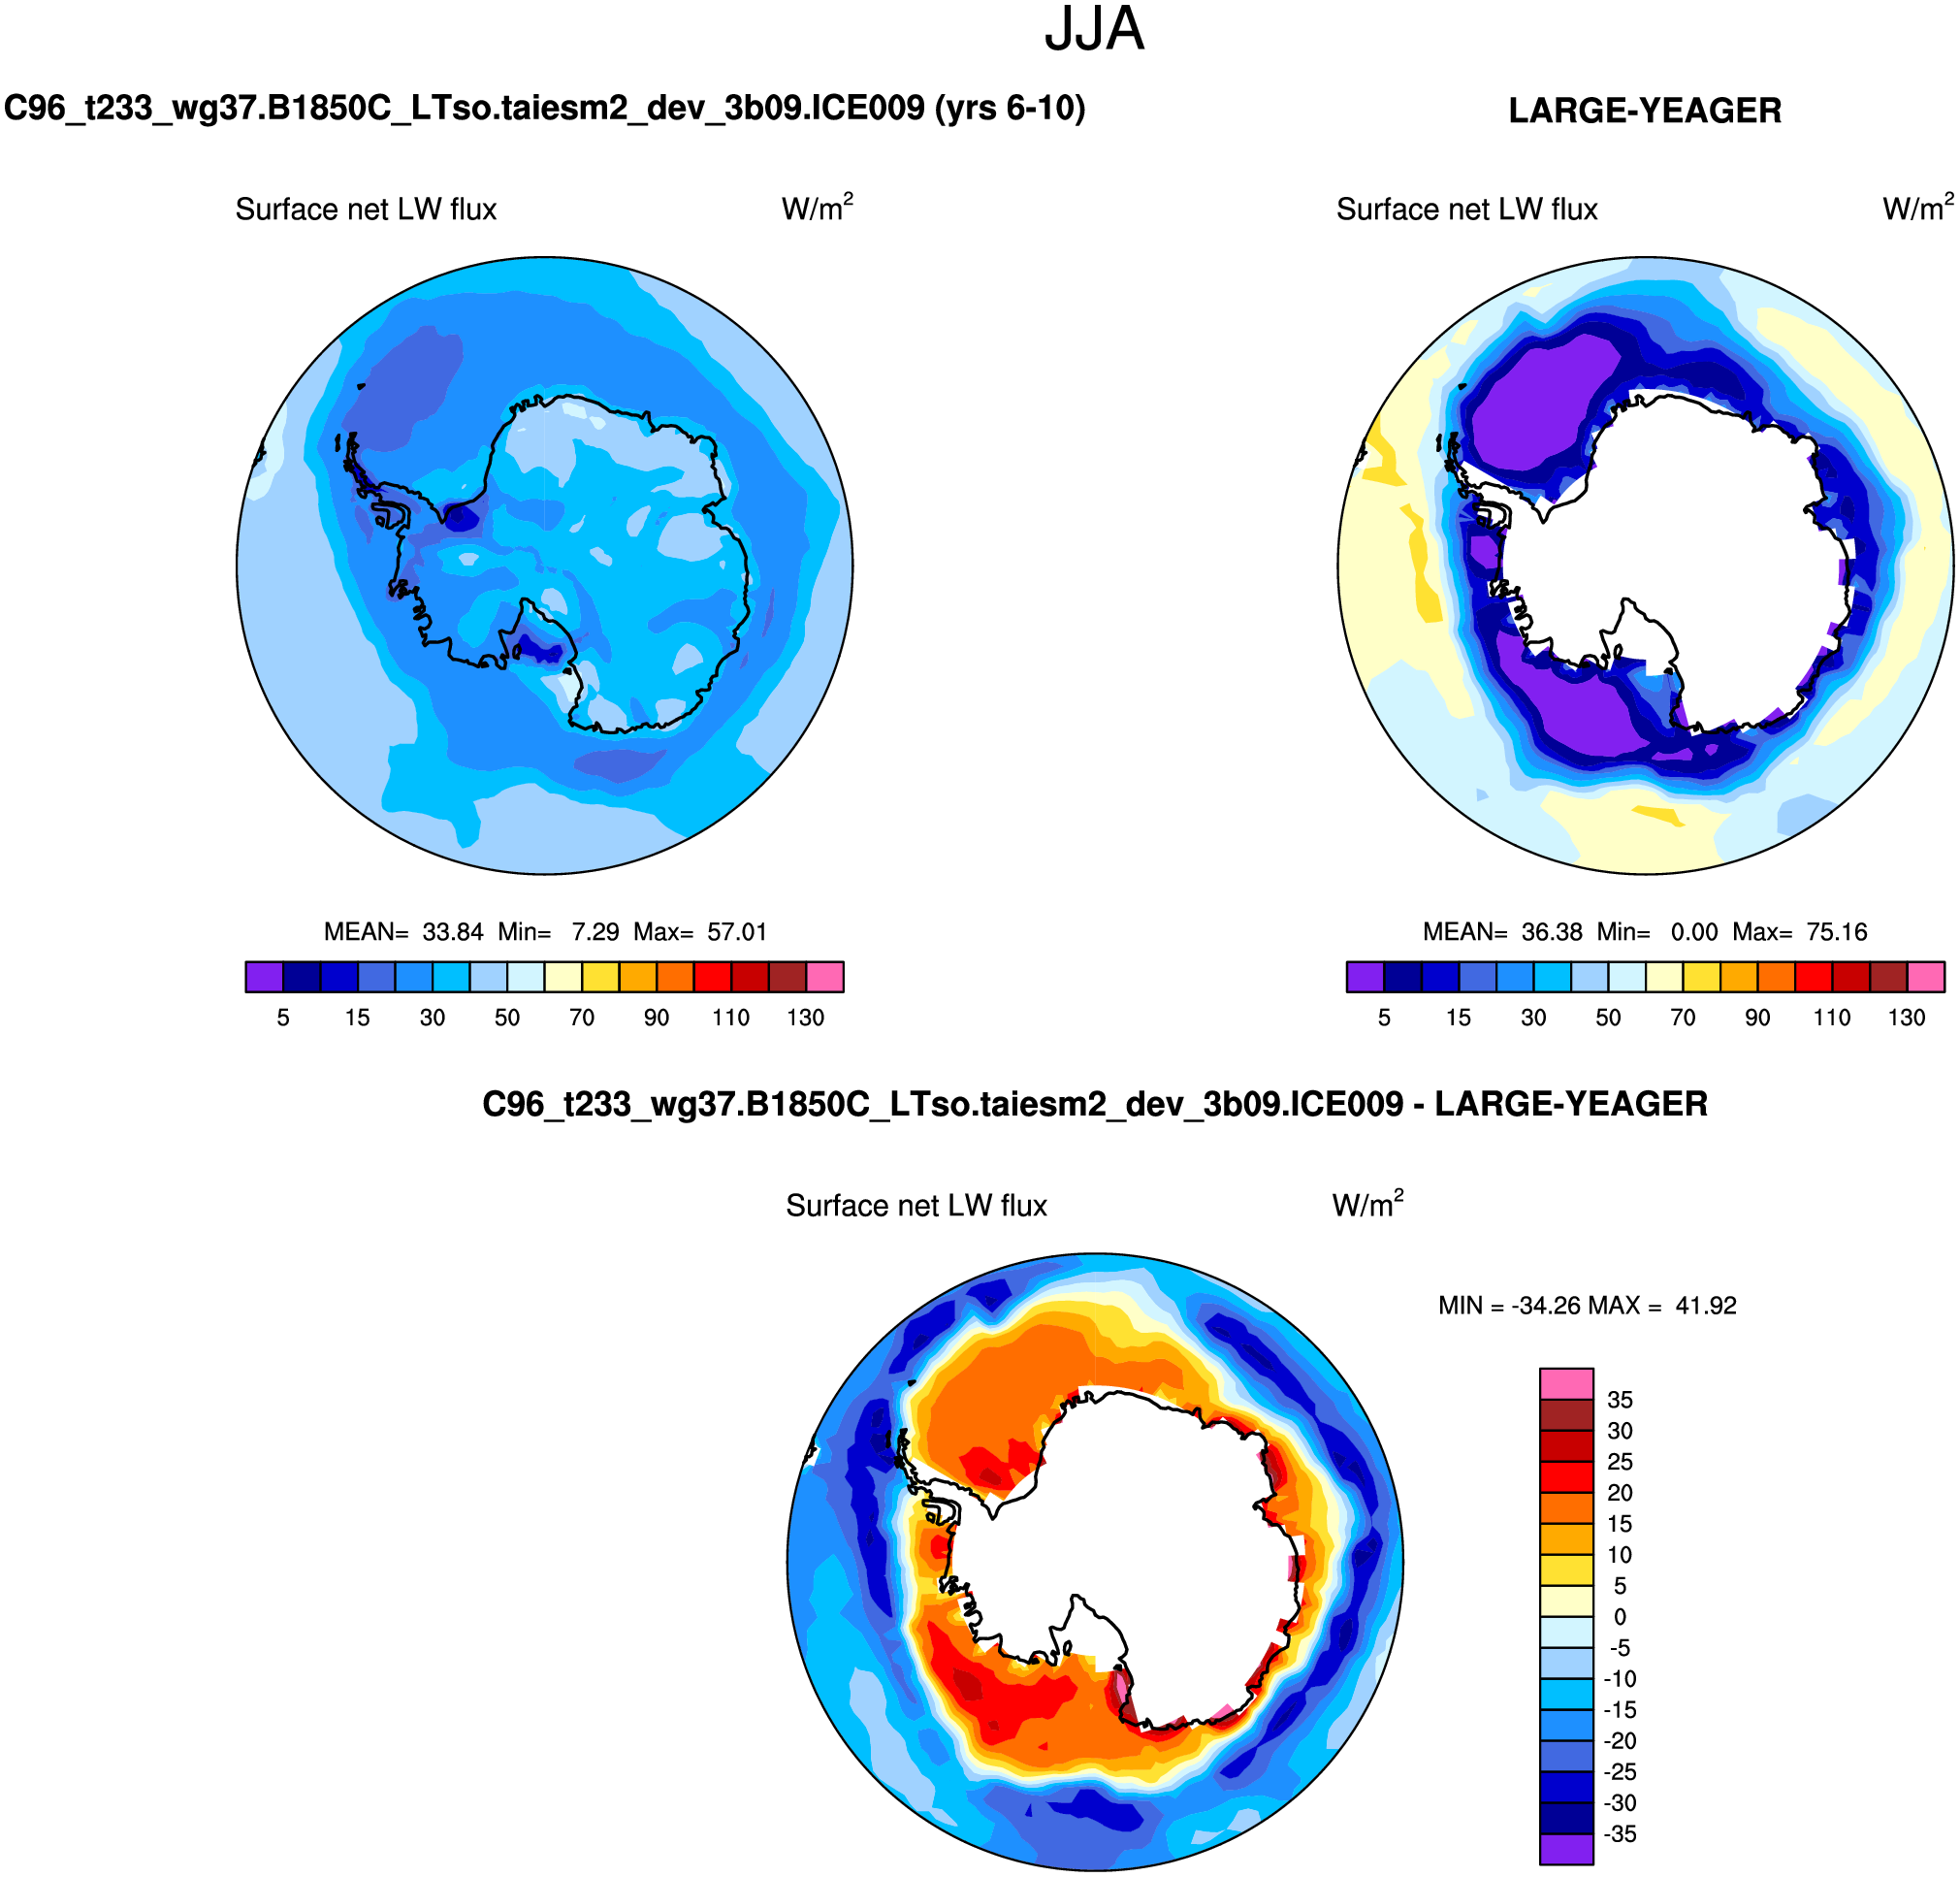 JJA
C96_t233_wg37.B1850C_LTso.taiesm2_dev_3b09.ICE009 (yrs 6-10)
LARGE-YEAGER
Surface net LW flux W/m²
Surface net LW flux W/m²
MEAN= 33.84 Min= 7.29 Max= 57.01
MEAN= 36.38 Min= 0.00 Max= 75.16
5 15 30 50 70 90 110 130
5 15 30 50 70 90 110 130
C96_t233_wg37.B1850C_LTso.taiesm2_dev_3b09.ICE009 - LARGE-YEAGER
Surface net LW flux W/m²
MIN = -34.26 MAX = 41.92
35
30
25
20
15
10
5
0
-5
-10
-15
-20
-25
-30
-35